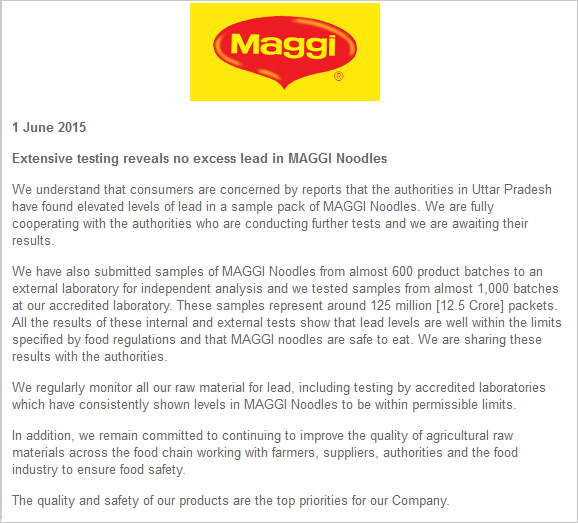 Maggi
®
1 June 2015
Extensive testing reveals no excess lead in MAGGI Noodles
We understand that consumers are concerned by reports that the authorities in Uttar Pradesh
have found elevated levels of lead in a sample pack of MAGGI Noodles. We are fully
cooperating with the authorities who are conducting further tests and we are awaiting their
results.
We have also submitted samples of MAGGI Noodles from almost 600 product batches to an
external laboratory for independent analysis and we tested samples from almost 1,000 batches
at our accredited laboratory. These samples represent around 125 million [12.5 Crore] packets.
All the results of these internal and external tests show that lead levels are well within the limits
specified by food regulations and that MAGGI noodles are safe to eat. We are sharing these
results with the authorities.
We regularly monitor all our raw material for lead, including testing by accredited laboratories
which have consistently shown levels in MAGGI Noodles to be within permissible limits.
In addition, we remain committed to continuing to improve the quality of agricultural raw
materials across the food chain working with farmers, suppliers, authorities and the food
industry to ensure food safety.
The quality and safety of our products are the top priorities for our Company.